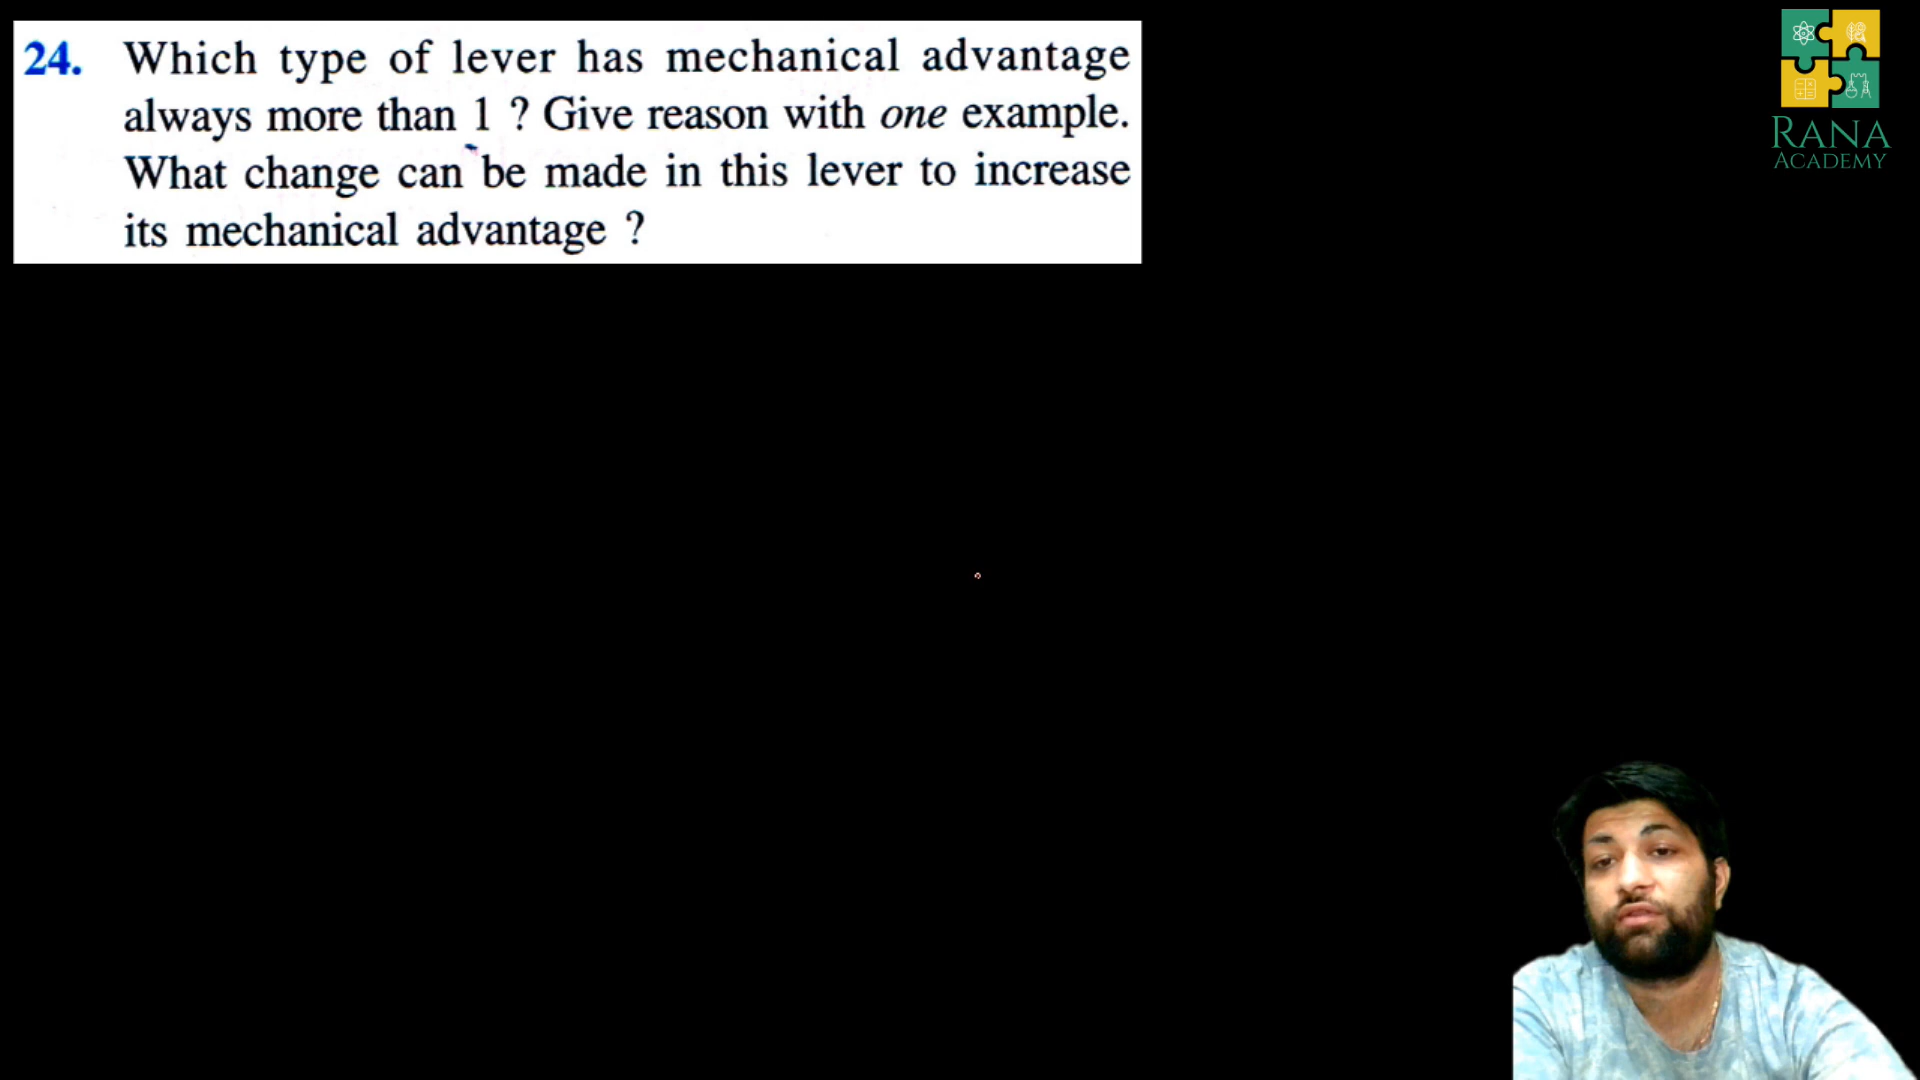 24. Which type of lever has mechanical advantage
always more than 1 ? Give reason with one example.
What change can be made in this lever to increase
its mechanical advantage ?
RANA
ACADEMY